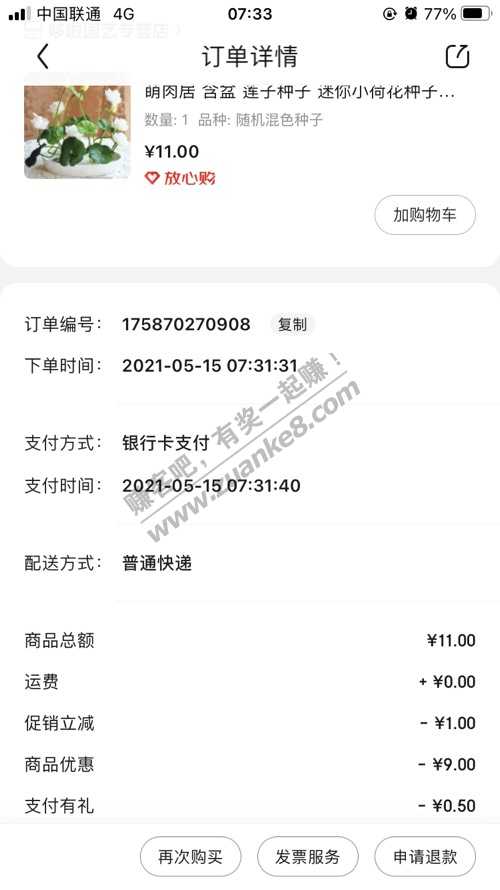 中国联通 4G 07:33 77%
订单详情
萌肉居 含盆 莲子种子 迷你小荷花种子...
数量: 1 品种: 随机混色种子
¥11.00
放心购
加购物车
订单编号: 175870270908 复制
下单时间: 2021-05-15 07:31:31
支付方式: 银行卡支付
支付时间: 2021-05-15 07:31:40
赚客吧，有奖一起赚！
www.zuanke8.com
配送方式: 普通快递
商品总额 ¥11.00
运费 + ¥0.00
促销立减 - ¥1.00
商品优惠 - ¥9.00
支付有礼 - ¥0.50
再次购买 发票服务 申请退款